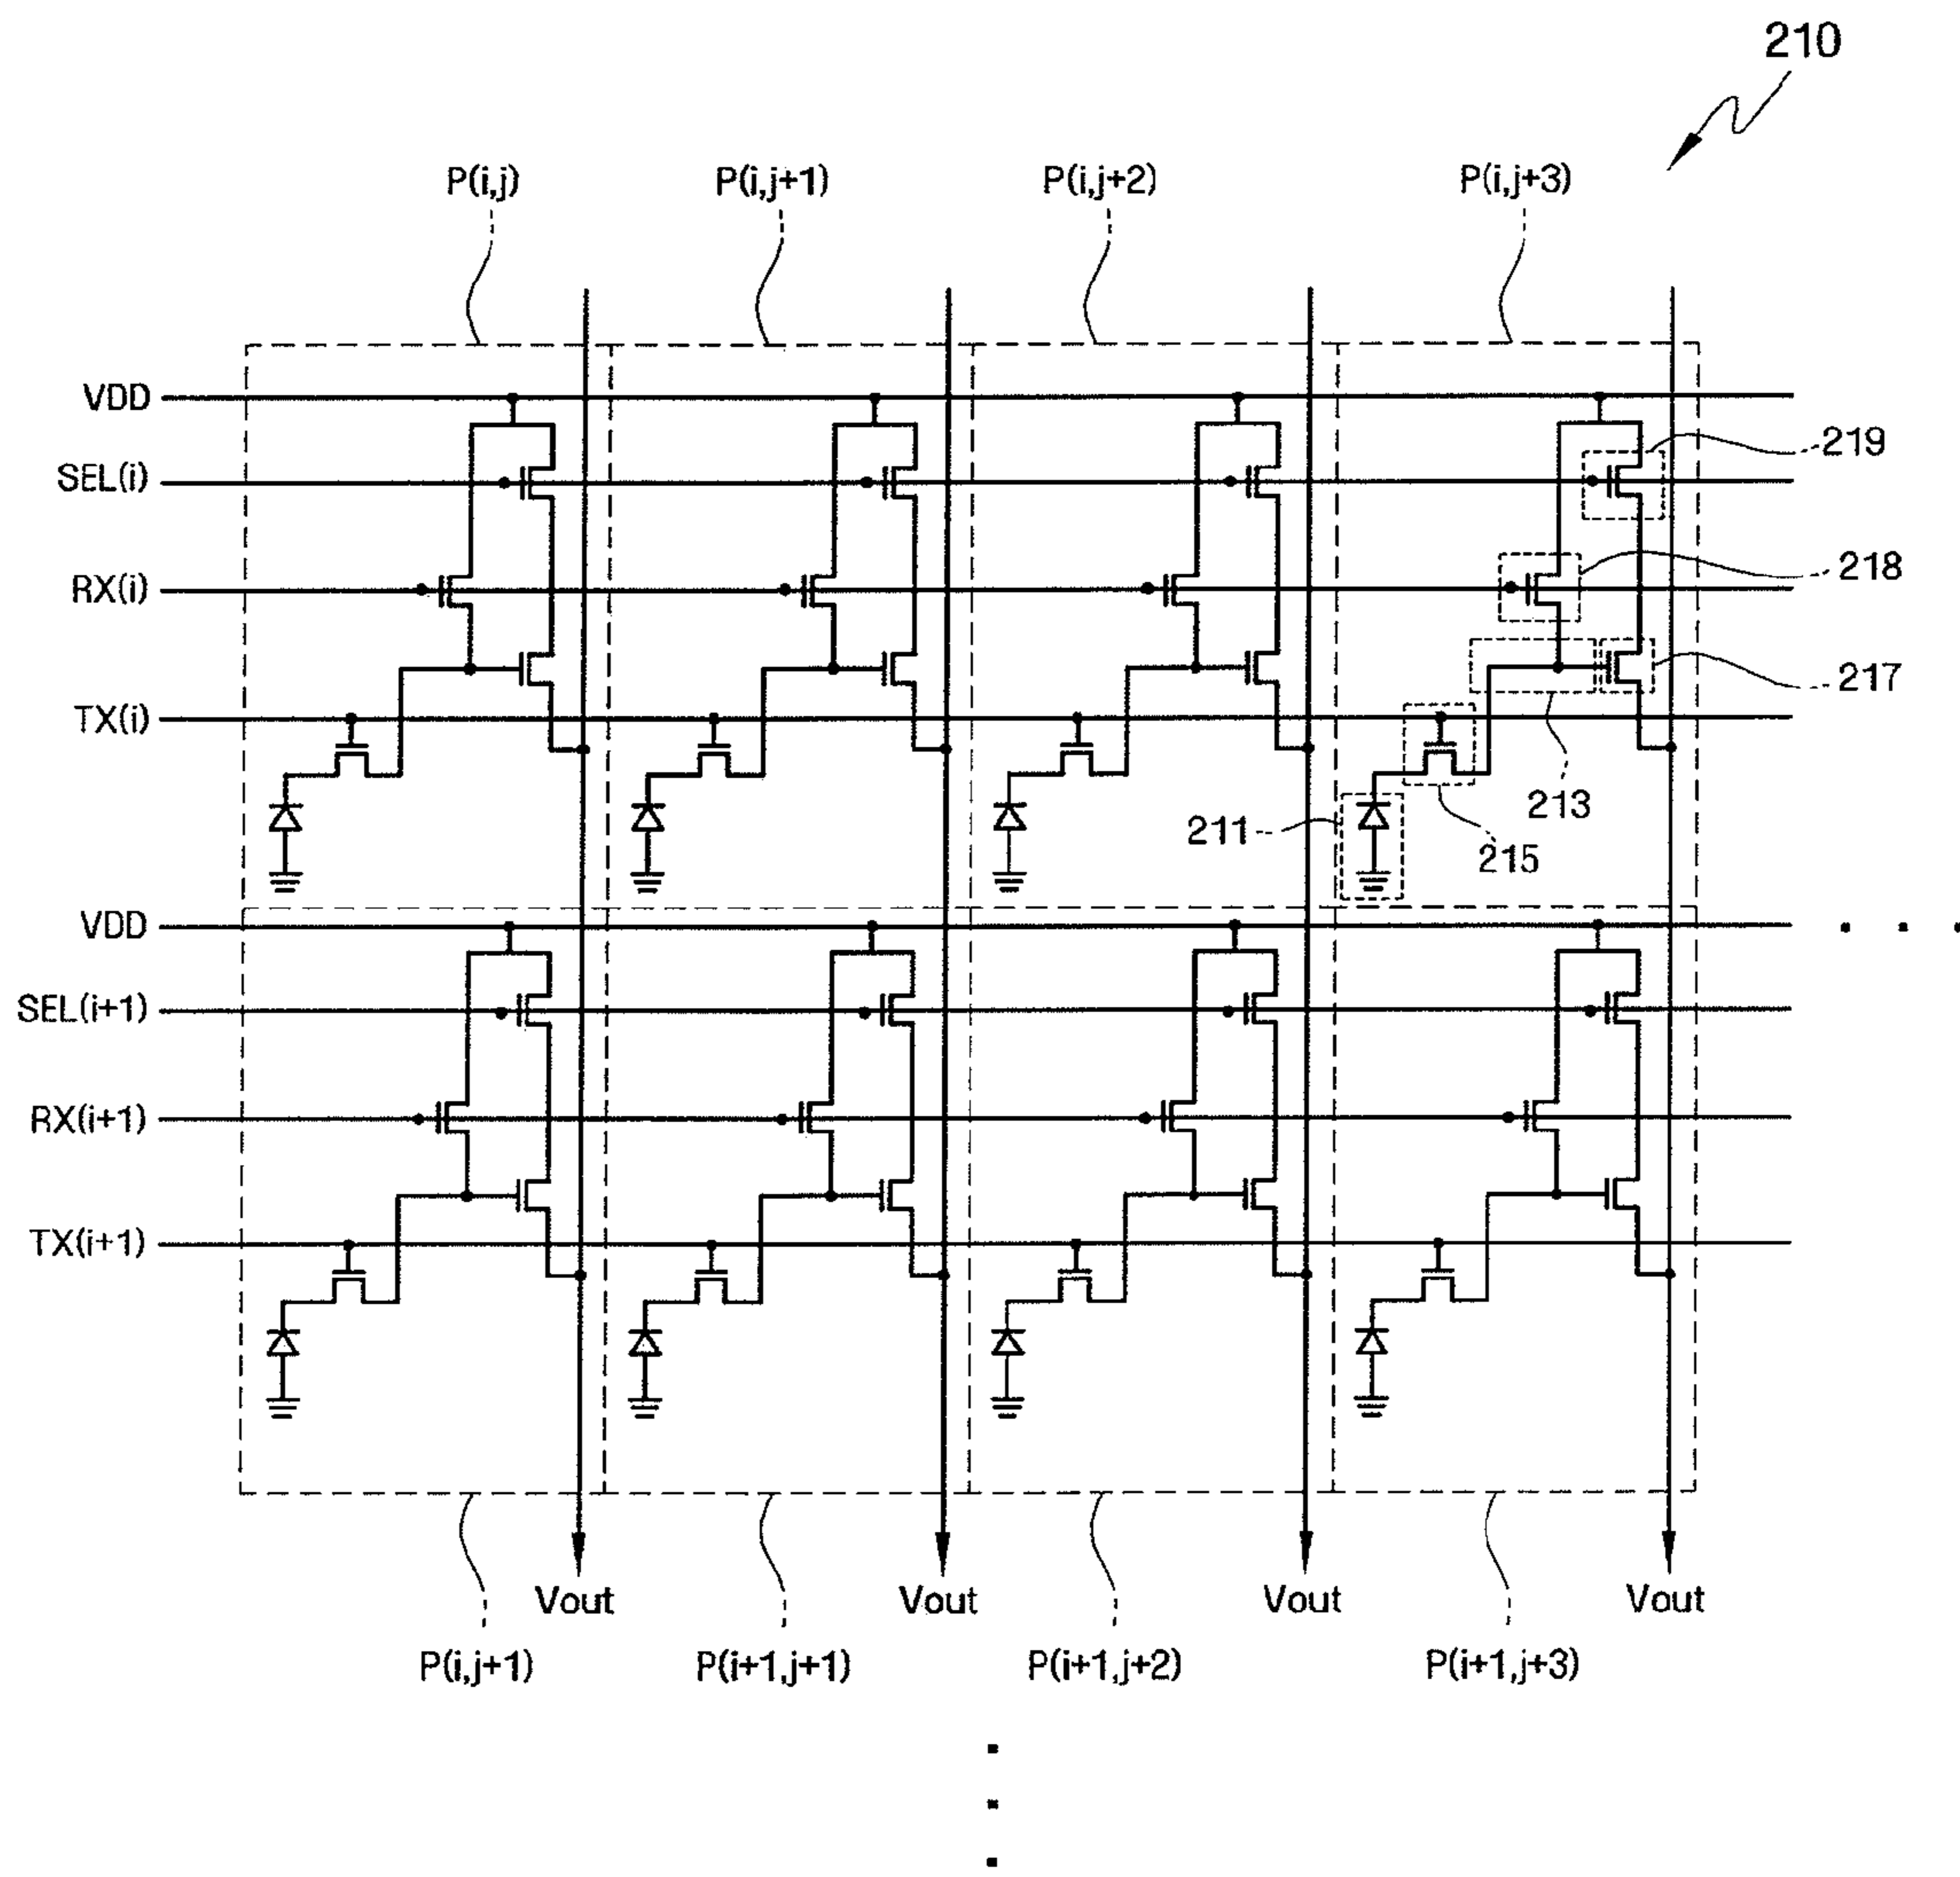 210
P(i,j) P(i,j+1) P(i,j+2) P(i,j+3)
VDD
219
SEL(i)
218
RX(i)
217
TX(i)
213
211
215
VDD
SEL(i+1)
RX(i+1)
TX(i+1)
Vout Vout Vout Vout
P(i,j+1) P(i+1,j+1) P(i+1,j+2) P(i+1,j+3)